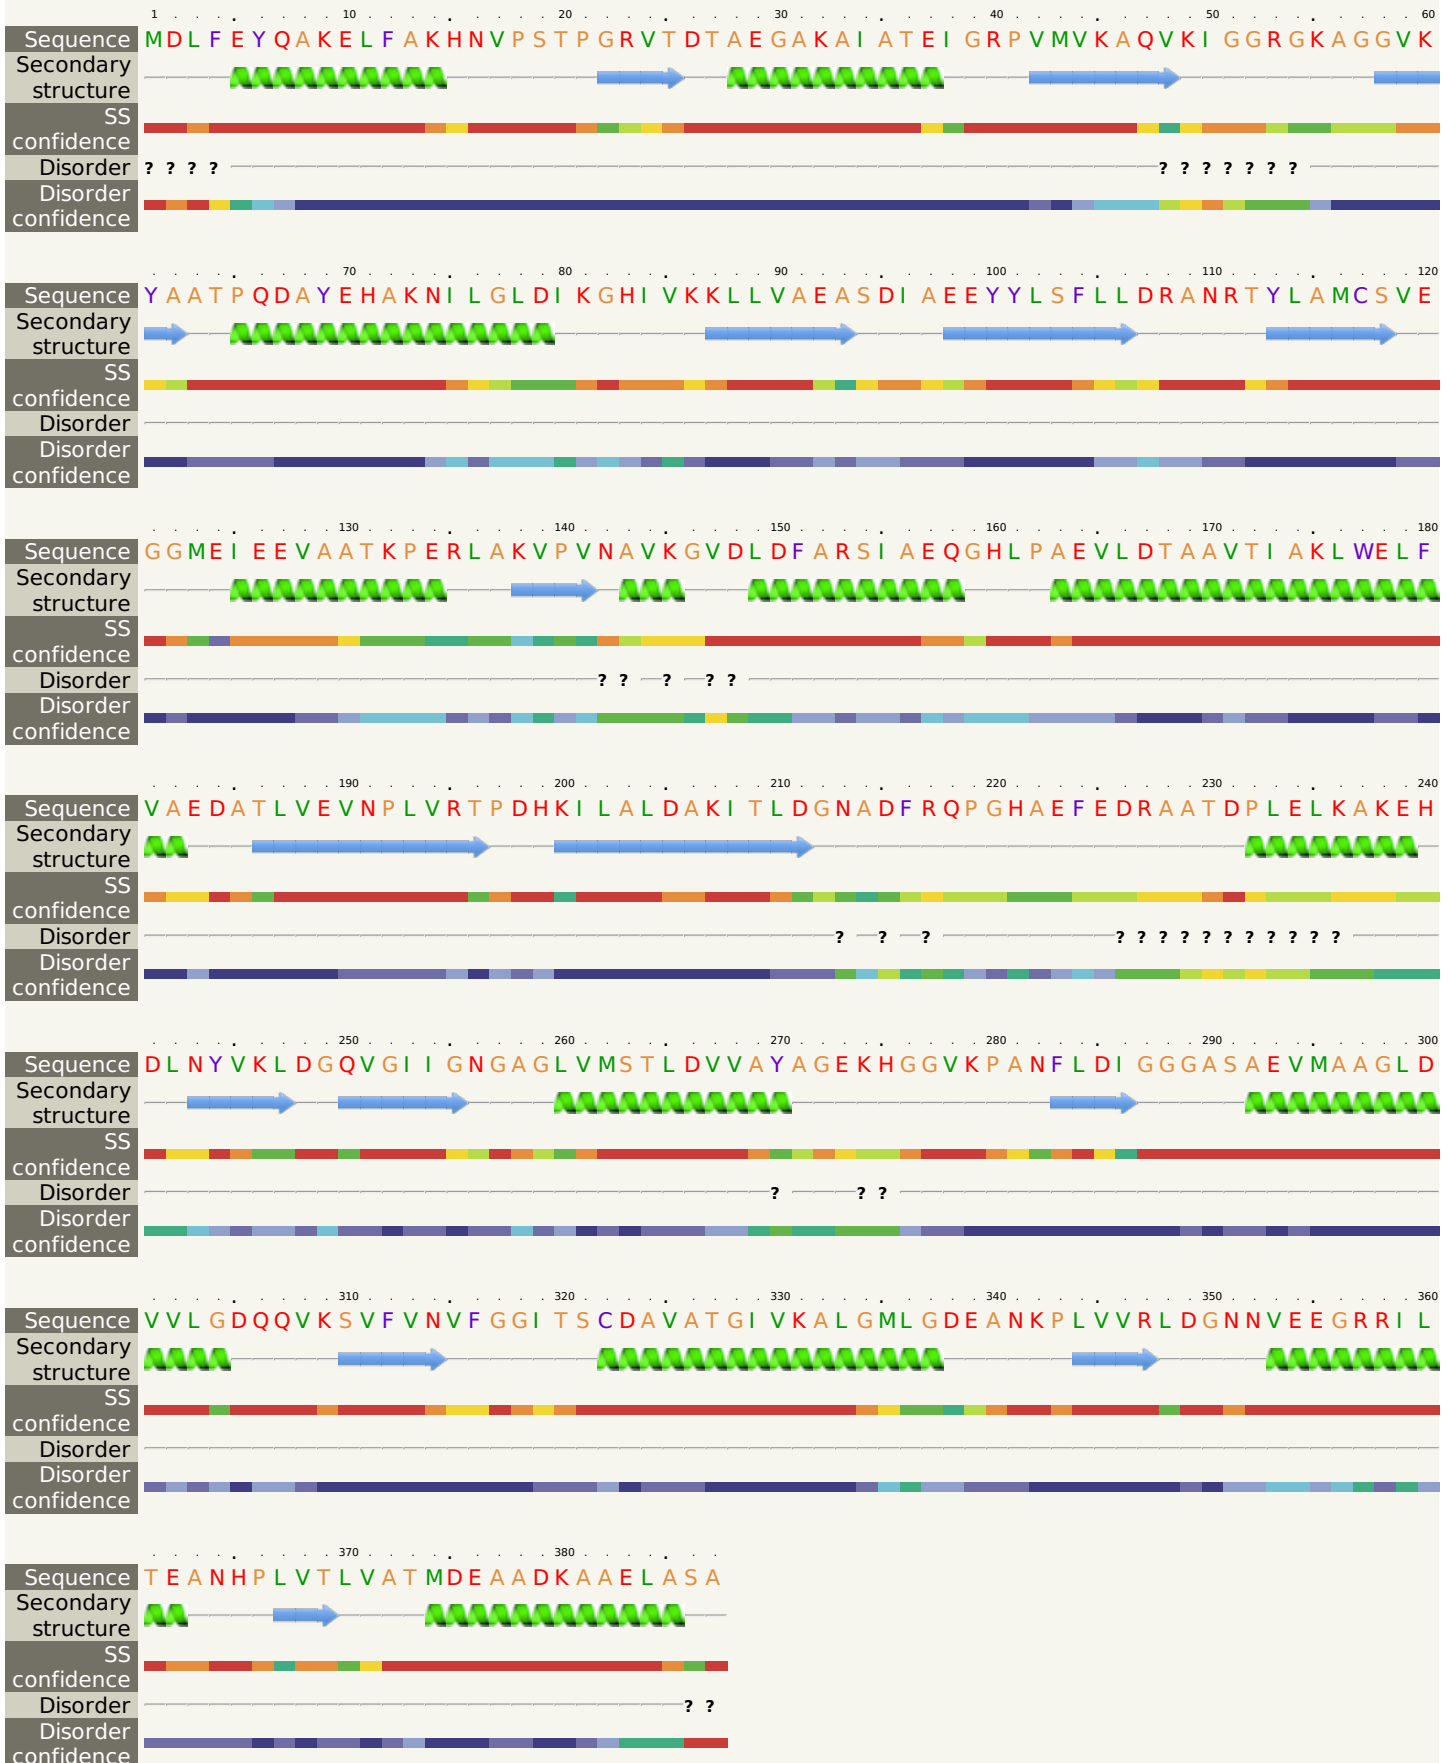 1 10 20 30 40 50 60
Sequence MDLFEYQAKELFAKHNVPSTPGRVTDTAEGAKAIATEIGRPVMVKAQVKIGGRGKAGGVK
Secondary
structure
SS
confidence
Disorder ? ? ? ? ? ? ? ? ? ? ?
Disorder
confidence
70 80 90 100 110 120
Sequence YAATPQDAYEHAKNILGLDIKGHIVKKLLVAEASDIAEEYYLSFLLDRANRTYLAMCSVE
Secondary
structure
SS
confidence
Disorder
Disorder
confidence
130 140 150 160 170 180
Sequence GGMEIEEVAATKPERLAKVPVNAVKGVDLDFARSIAEQGHLPAEVLDTAAVTIAKLWELF
Secondary
structure
SS
confidence
Disorder ? ? ? ? ?
Disorder
confidence
190 200 210 220 230 240
Sequence VAEDATLVEVNPLVRTPDHKILALDAKITLDGNADFRQPGHAEFEDRAATDPLELKAKEH
Secondary
structure
SS
confidence
Disorder ? ? ? ? ? ? ? ? ? ? ? ? ? ?
Disorder
confidence
250 260 270 280 290 300
Sequence DLNYVKLDGQVGIIGNGAGLVMSTLDVVAYAGEKHGGVKPANFLDIGGGASAEVMAAGLD
Secondary
structure
SS
confidence
Disorder ? ? ?
Disorder
confidence
310 320 330 340 350 360
Sequence VVLGDQQVKSVFVNVFGGITSCDAVATGIVKALGMLGDEANKPLVVRLDGNNVEEGRRIL
Secondary
structure
SS
confidence
Disorder
Disorder
confidence
370 380
Sequence TEANHPLVTLVATMDEAADKAAELASA
Secondary
structure
SS
confidence
Disorder ? ?
Disorder
confidence